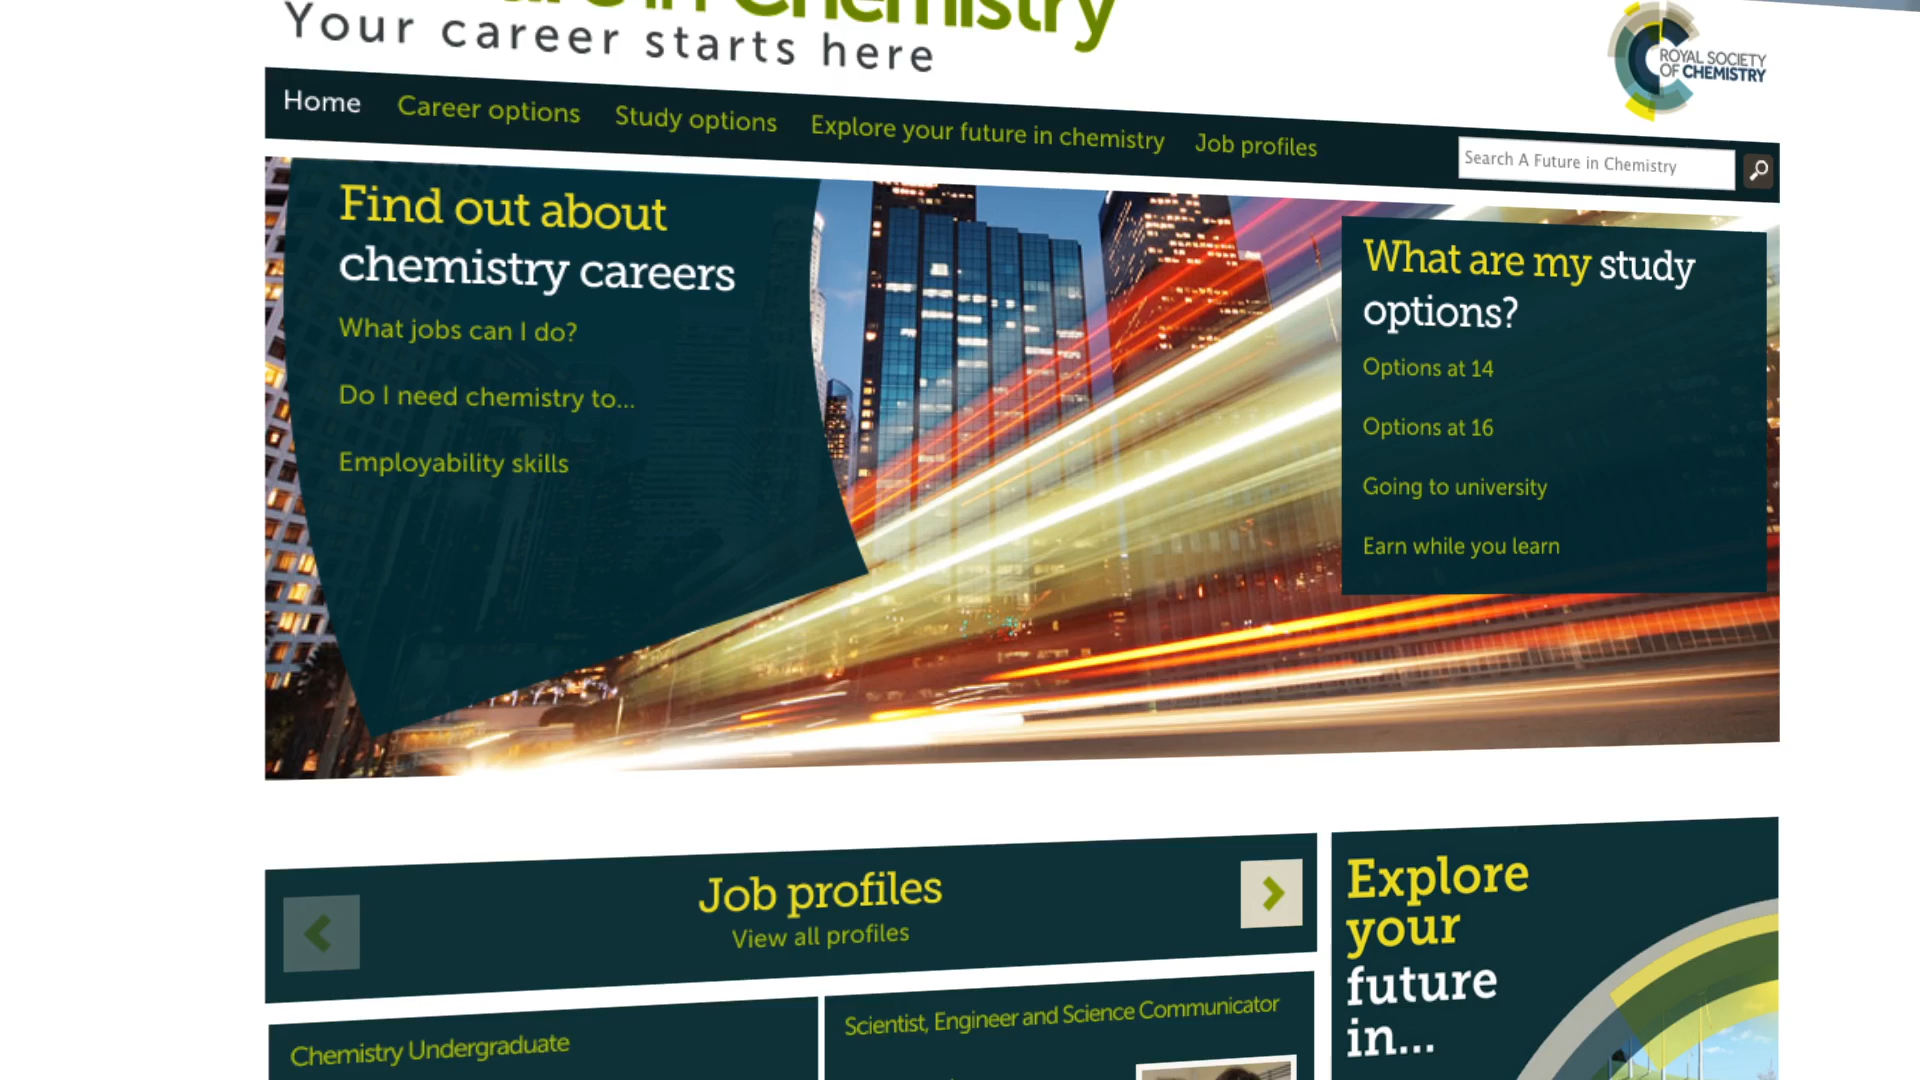 in Chemistry
Your career starts here
ROYAL SOCIETY
OF CHEMISTRY
Home Career options Study options Explore your future in chemistry Job profiles
Search A Future in Chemistry
Find out about
chemistry careers
What jobs can I do?
Do I need chemistry to...
Employability skills
What are my study
options?
Options at 14
Options at 16
Going to university
Earn while you learn
Job profiles
View all profiles
Chemistry Undergraduate
Scientist, Engineer and Science Communicator
Explore
your
future
in...